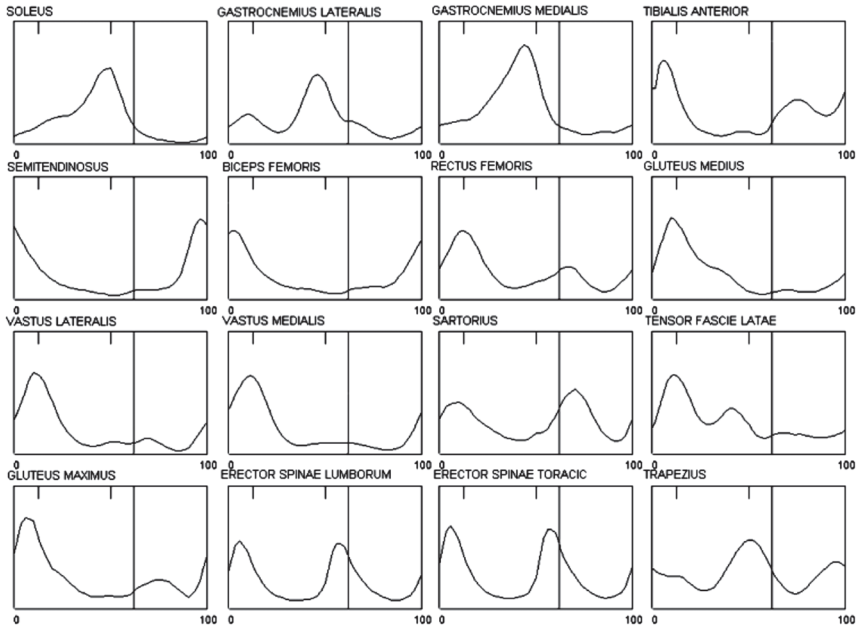 SOLEUS GASTROCNEMIUS LATERALIS GASTROCNEMIUS MEDIALIS TIBIALIS ANTERIOR
0 100 0 100 0 100 0 100
SEMITENDINOSUS BICEPS FEMORIS RECTUS FEMORIS GLUTEUS MEDIUS
0 100 0 100 0 100 0 100
VASTUS LATERALIS VASTUS MEDIALIS SARTORIUS TENSOR FASCIE LATAE
0 100 0 100 0 100 0 100
GLUTEUS MAXIMUS ERECTOR SPINAE LUMBORUM ERECTOR SPINAE TORACIC TRAPEZIUS
0 100 0 100 0 100 0 100